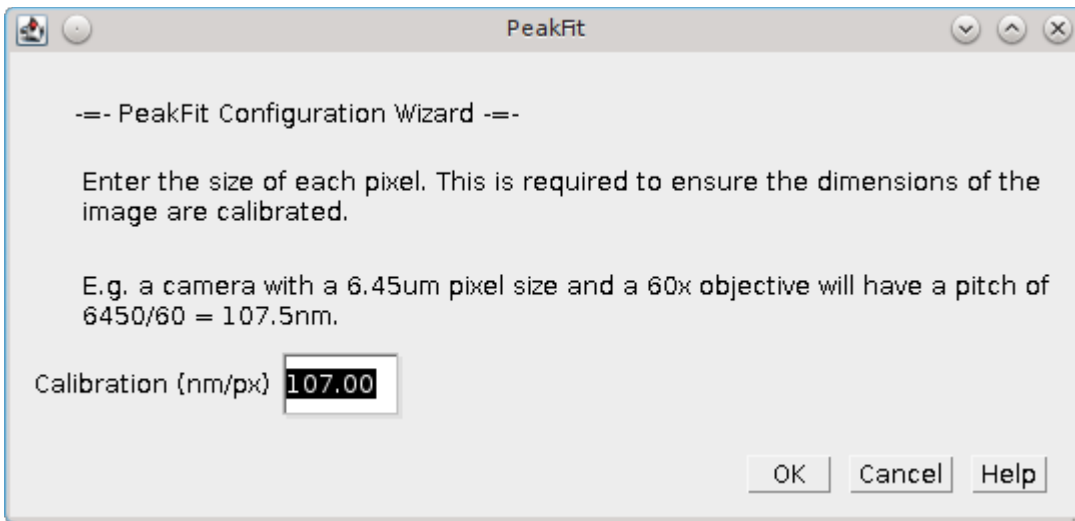 PeakFit
-=- PeakFit Configuration Wizard -=-
Enter the size of each pixel. This is required to ensure the dimensions of the
image are calibrated.
E.g. a camera with a 6.45um pixel size and a 60x objective will have a pitch of
6450/60 = 107.5nm.
Calibration (nm/px) 107.00
OK Cancel Help